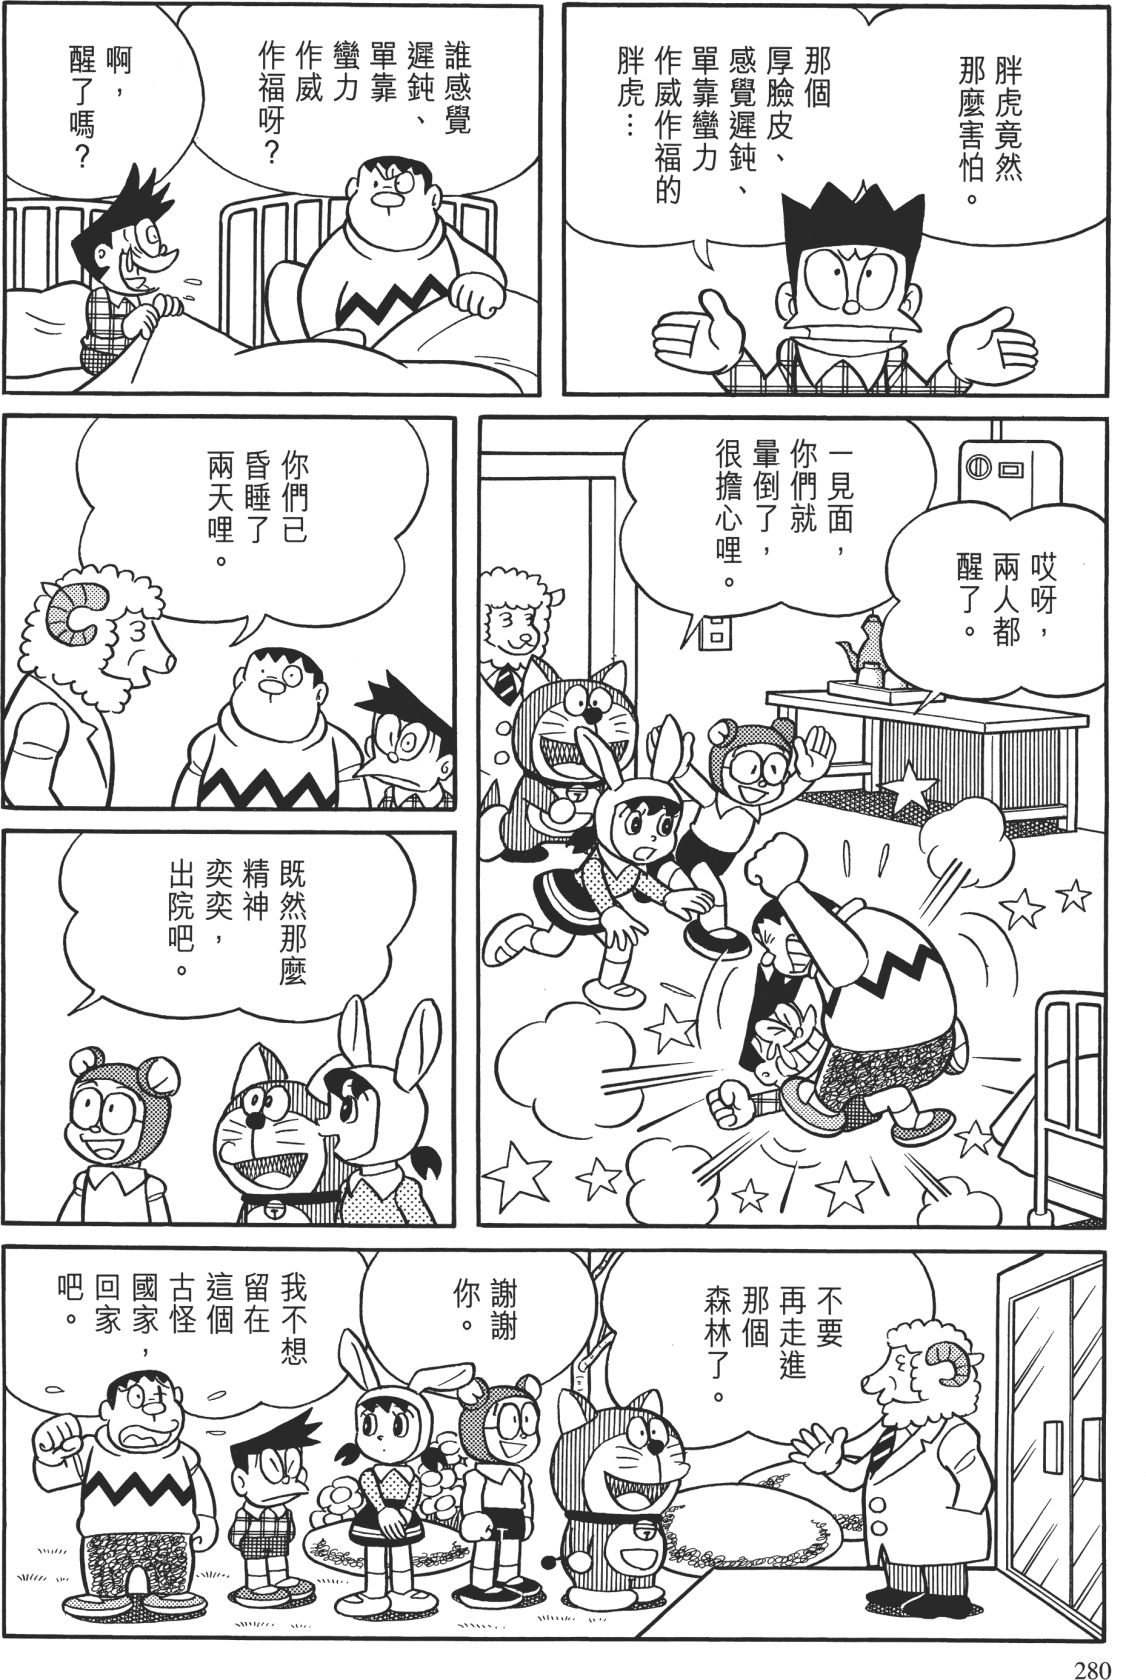 胖虎竟然
那麼害怕。
那個
厚臉皮、
感覺遲鈍、
單靠蠻力
作威作福的
胖虎…
誰感覺
遲鈍、
單靠
蠻力
作威
作福呀？
啊，
醒了嗎？
哎呀，
兩人都
醒了。
一見面，
你們就
暈倒了，
很擔心哩。
你們已
昏睡了
兩天哩。
既然那麼
精神
奕奕，
出院吧。
不要
再走進
那個
森林了。
謝謝
你。
我不想
留在
這個
古怪
國家，
回家
吧。
280